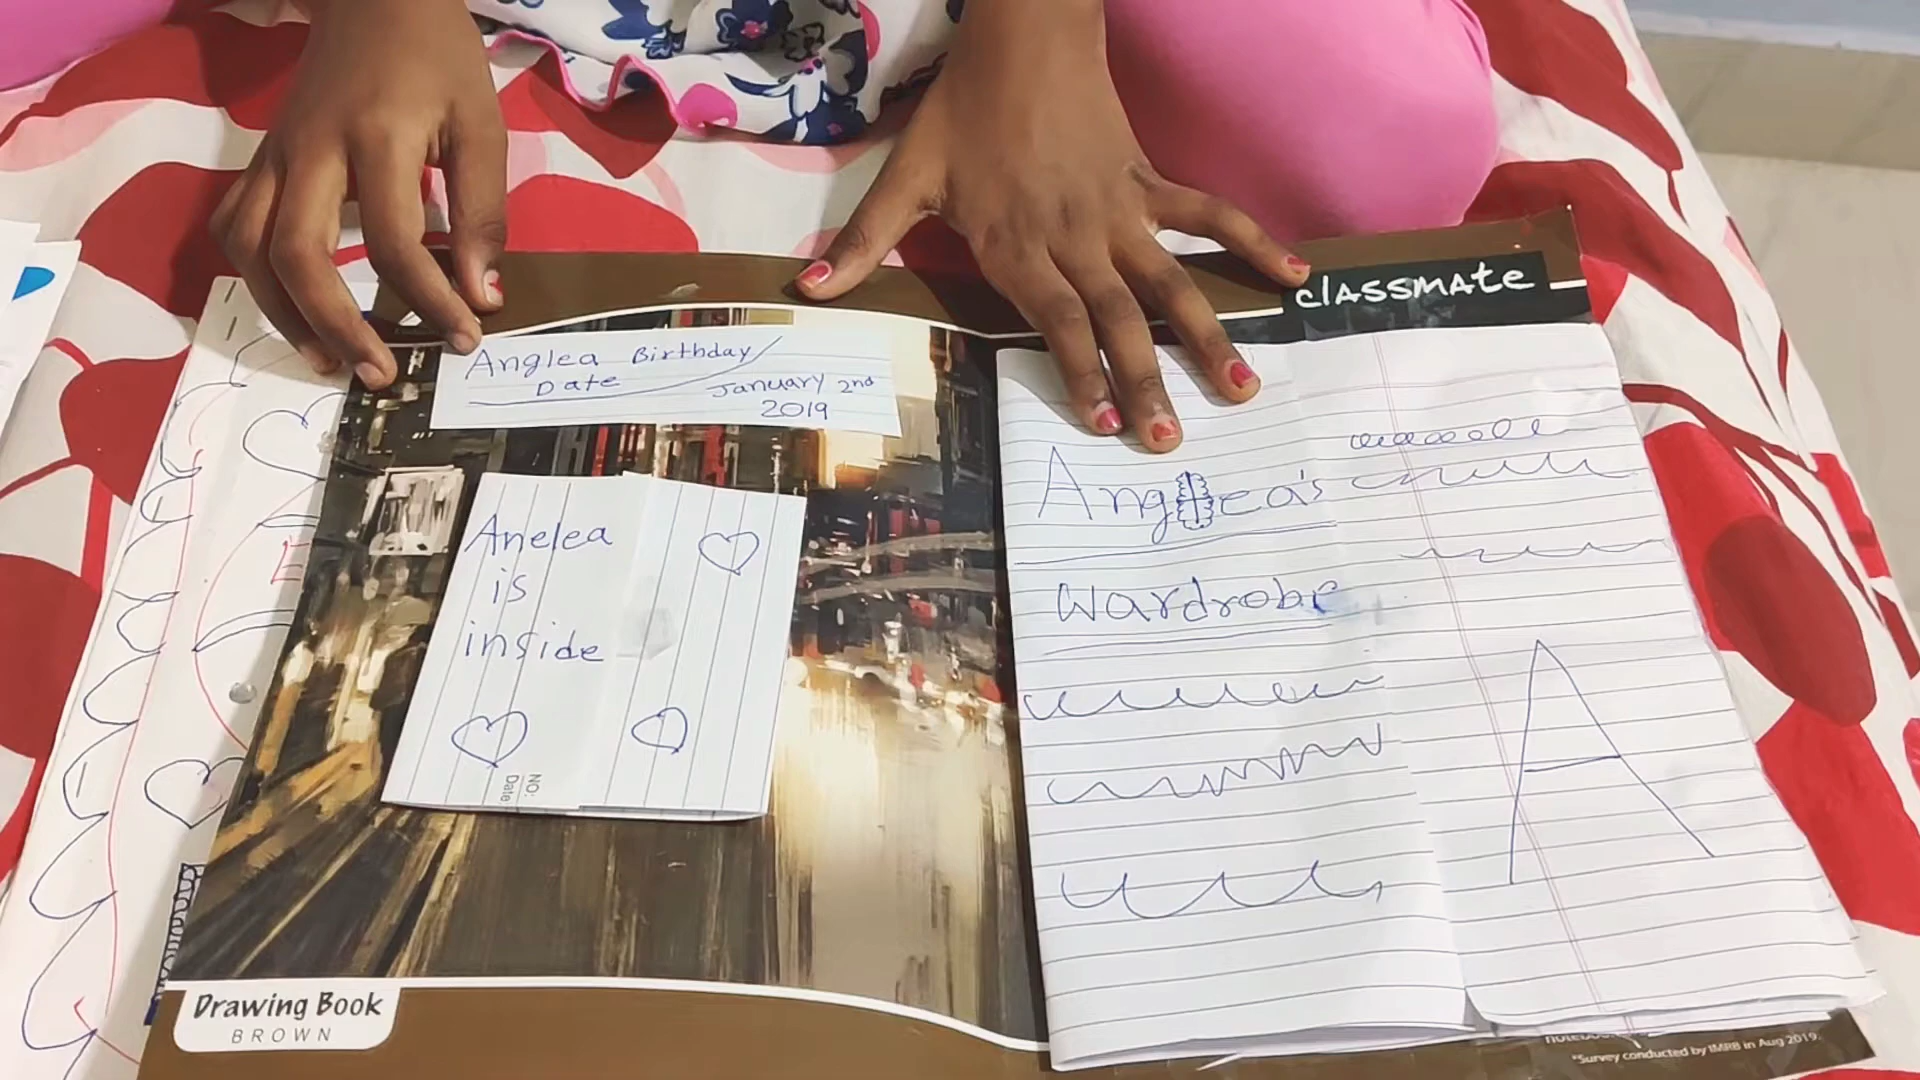 classmate
Anglea Birthday
Date
January 2nd
2019
Anelea
is
inside
NO:
Date
Anglea's
Wardrobe
A
Drawing Book
BROWN
*Survey conducted by IMRB in Aug 2019.